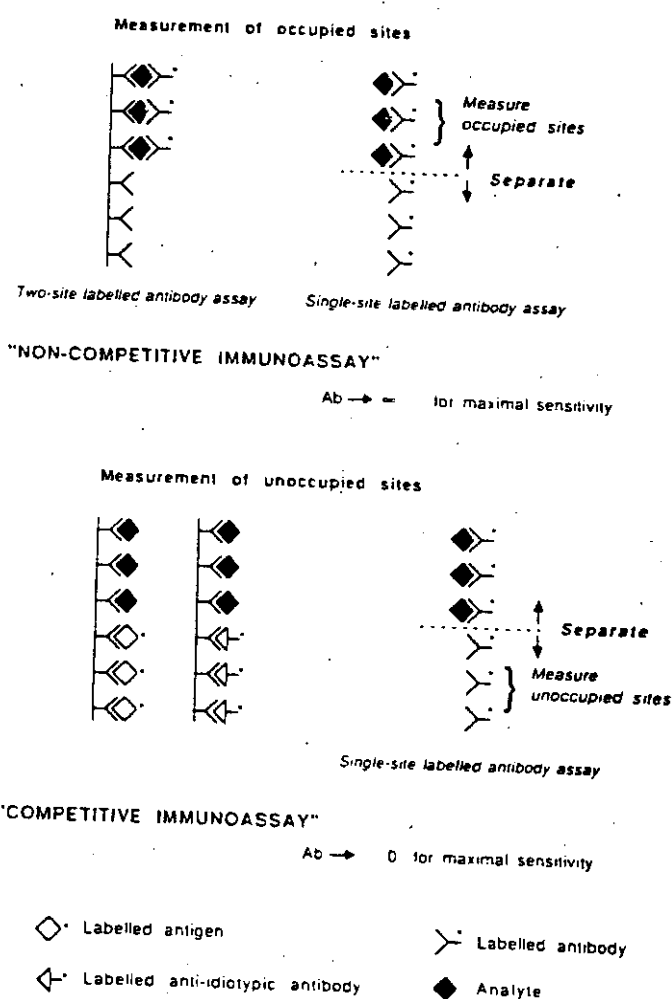 Measurement of occupied sites
Measure
occupied sites
Separate
Two-site labelled antibody assay
Single-site labelled antibody assay
"NON-COMPETITIVE IMMUNOASSAY"
Ab → ∞ for maximal sensitivity
Measurement of unoccupied sites
Separate
Measure
unoccupied sites
Single-site labelled antibody assay
"COMPETITIVE IMMUNOASSAY"
Ab → 0 for maximal sensitivity
Labelled antigen
Labelled antibody
Labelled anti-idiotypic antibody
Analyte